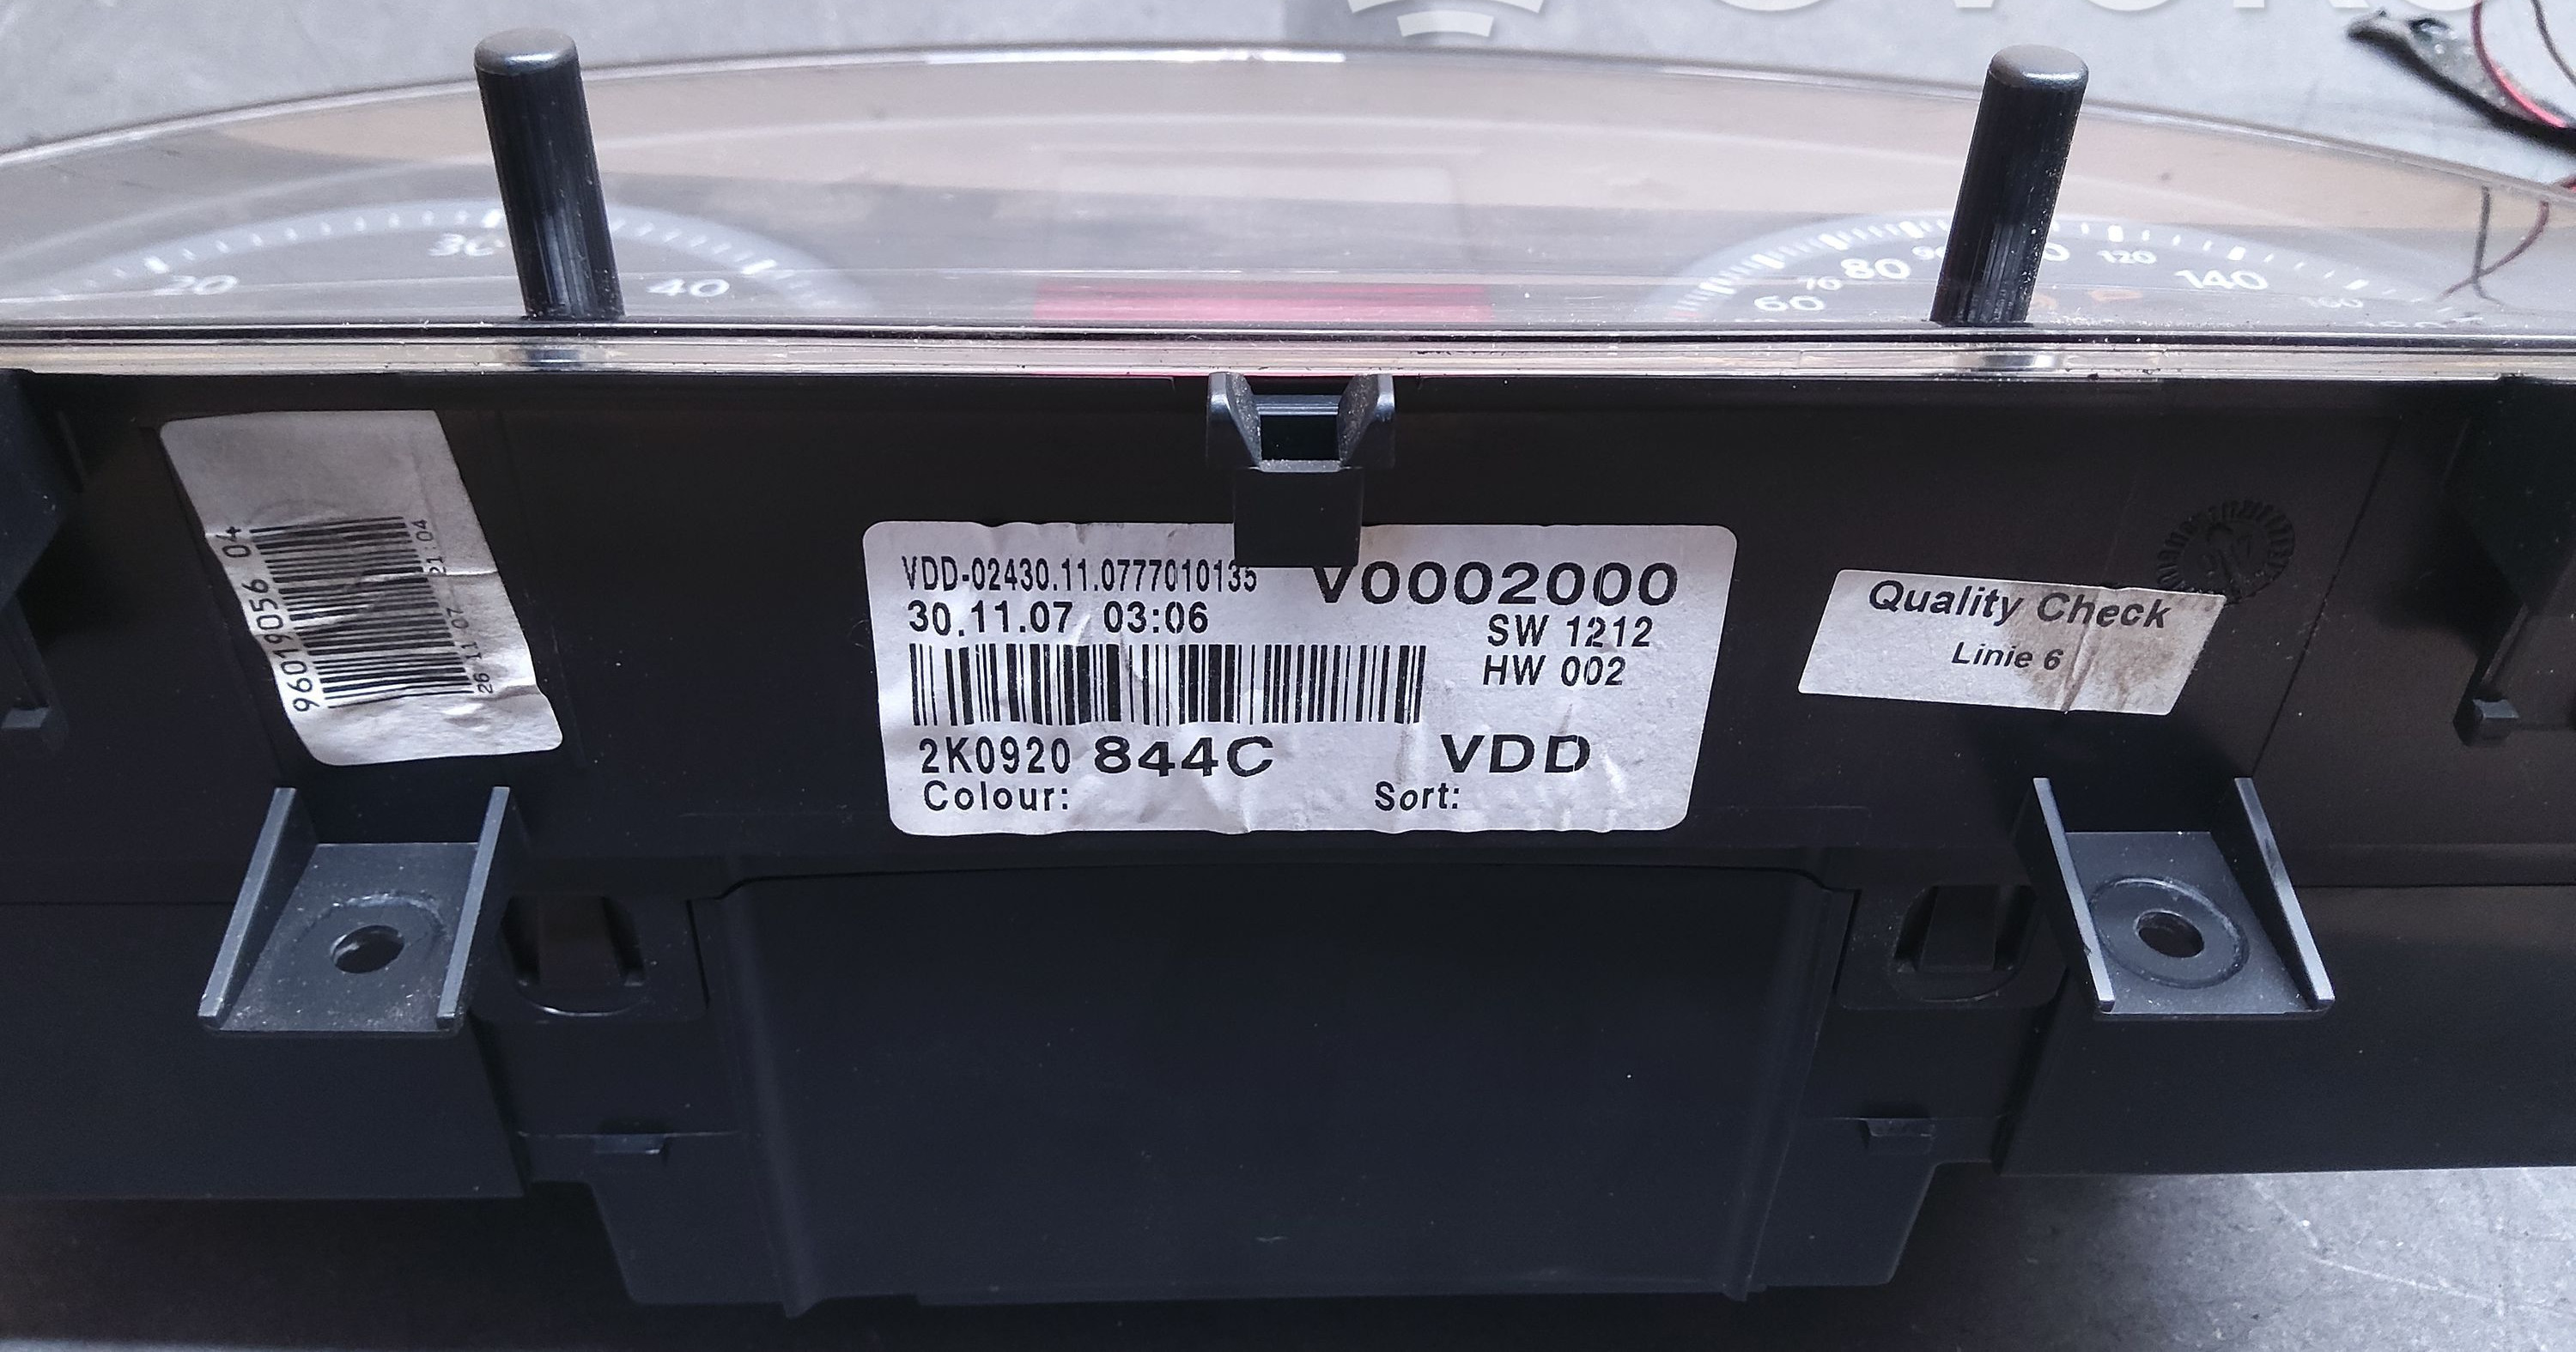 20
30
40
60
70
80
120
140
160
96019056 04
26 11 07 21:04
VDD-02430.11.0777010135
V0002000
30.11.07 03:06
SW 1212
HW 002
2K0920 844C
VDD
Colour:
Sort:
Quality Check
Linie 6